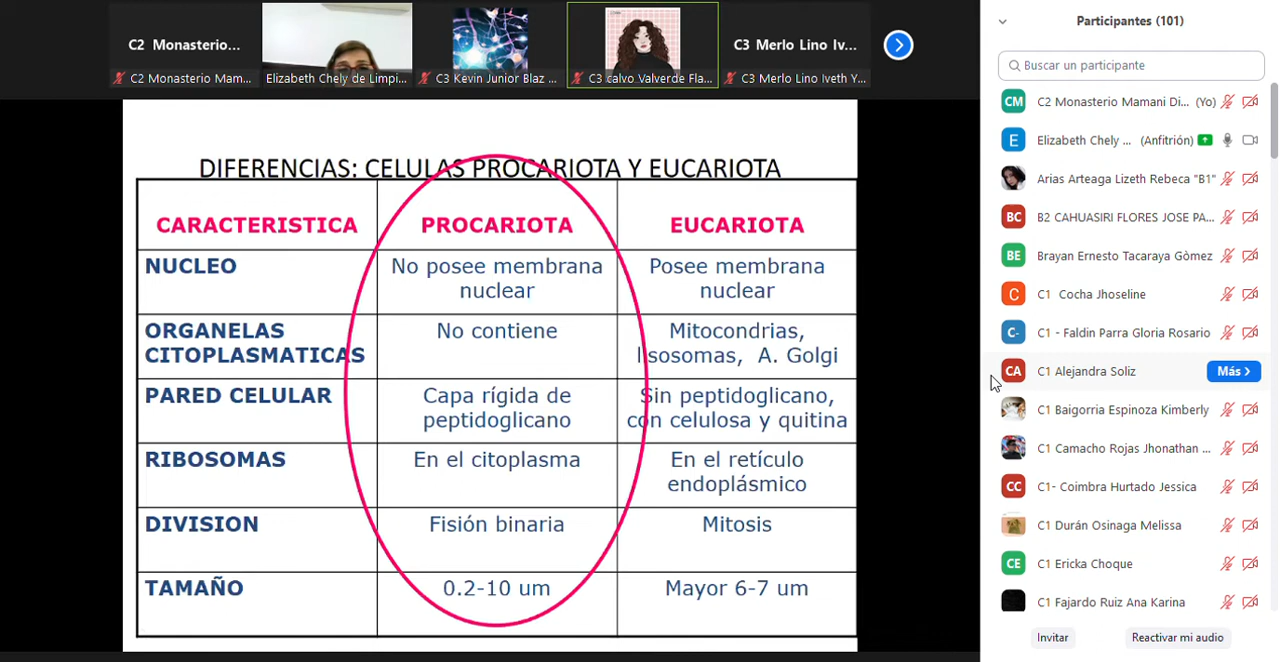 C2 Monasterio...
C3 Merlo Lino Iv...
C2 Monasterio Mam...
Elizabeth Chely de Limpi...
C3 Kevin Junior Blaz ...
C3 calvo Valverde Fla...
C3 Merlo Lino Iveth Y...
DIFERENCIAS: CELULAS PROCARIOTA Y EUCARIOTA
CARACTERISTICA
PROCARIOTA
EUCARIOTA
NUCLEO
No posee membrana
nuclear
Posee membrana
nuclear
ORGANELAS
CITOPLASMATICAS
No contiene
Mitocondrias,
lisosomas, A. Golgi
PARED CELULAR
Capa rígida de
peptidoglicano
Sin peptidoglicano,
con celulosa y quitina
RIBOSOMAS
En el citoplasma
En el retículo
endoplásmico
DIVISION
Fisión binaria
Mitosis
TAMAÑO
0.2-10 um
Mayor 6-7 um
Participantes (101)
Buscar un participante
CM C2 Monasterio Mamani Di... (Yo)
E Elizabeth Chely ... (Anfitrión)
Arias Arteaga Lizeth Rebeca "B1"
BC B2 CAHUASIRI FLORES JOSE PA...
BE Brayan Ernesto Tacaraya Gòmez
C C1 Cocha Jhoseline
C- C1 - Faldin Parra Gloria Rosario
CA C1 Alejandra Soliz Más
C1 Baigorria Espinoza Kimberly
C1 Camacho Rojas Jhonathan ...
CC C1- Coimbra Hurtado Jessica
C1 Durán Osinaga Melissa
CE C1 Ericka Choque
C1 Fajardo Ruiz Ana Karina
Invitar
Reactivar mi audio